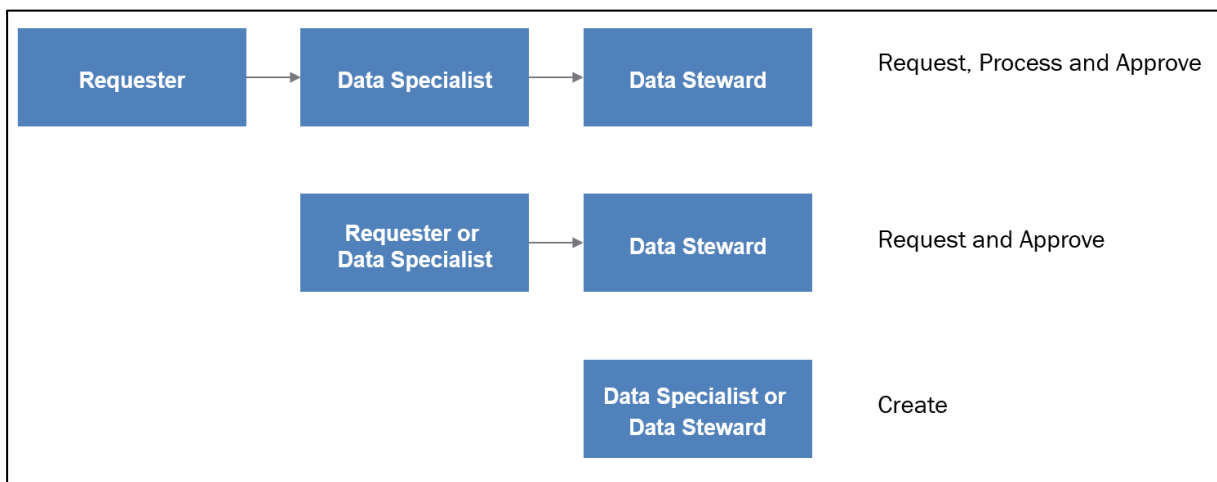 Requester
Data Specialist
Data Steward
Request, Process and Approve
Requester or
Data Specialist
Data Steward
Request and Approve
Data Specialist or
Data Steward
Create